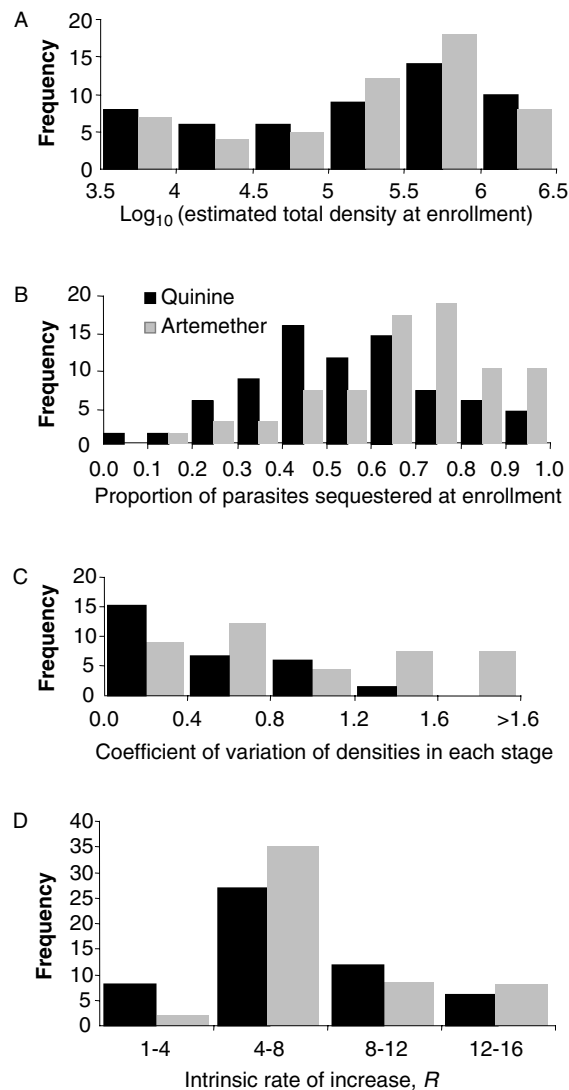 A
Frequency
20
15
10
5
0
3.5 4 4.5 5 5.5 6 6.5
Log10 (estimated total density at enrollment)
B
Frequency
20
15
10
5
0
Quinine
Artemether
0.0 0.1 0.2 0.3 0.4 0.5 0.6 0.7 0.8 0.9 1.0
Proportion of parasites sequestered at enrollment
C
Frequency
20
15
10
5
0
0.0 0.4 0.8 1.2 1.6 >1.6
Coefficient of variation of densities in each stage
D
Frequency
40
35
30
25
20
15
10
5
0
1-4 4-8 8-12 12-16
Intrinsic rate of increase, R